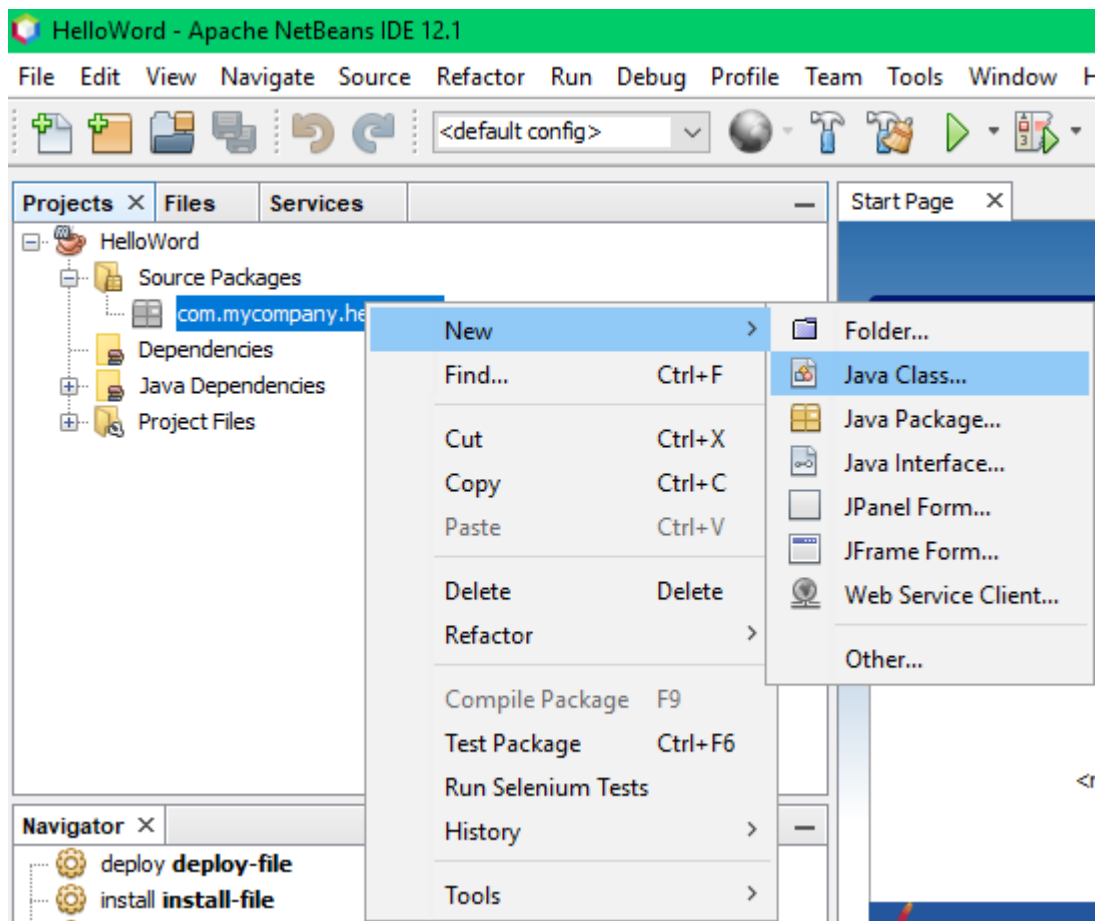 HelloWord - Apache NetBeans IDE 12.1
File Edit View Navigate Source Refactor Run Debug Profile Team Tools Window H
<default config>
Projects Files Services
Start Page
HelloWord
Source Packages
com.mycompany.he
Dependencies
Java Dependencies
Project Files
New
Find... Ctrl+F
Cut Ctrl+X
Copy Ctrl+C
Paste Ctrl+V
Delete Delete
Refactor
Compile Package F9
Test Package Ctrl+F6
Run Selenium Tests
History
Tools
Folder...
Java Class...
Java Package...
Java Interface...
JPanel Form...
JFrame Form...
Web Service Client...
Other...
Navigator
deploy deploy-file
install install-file